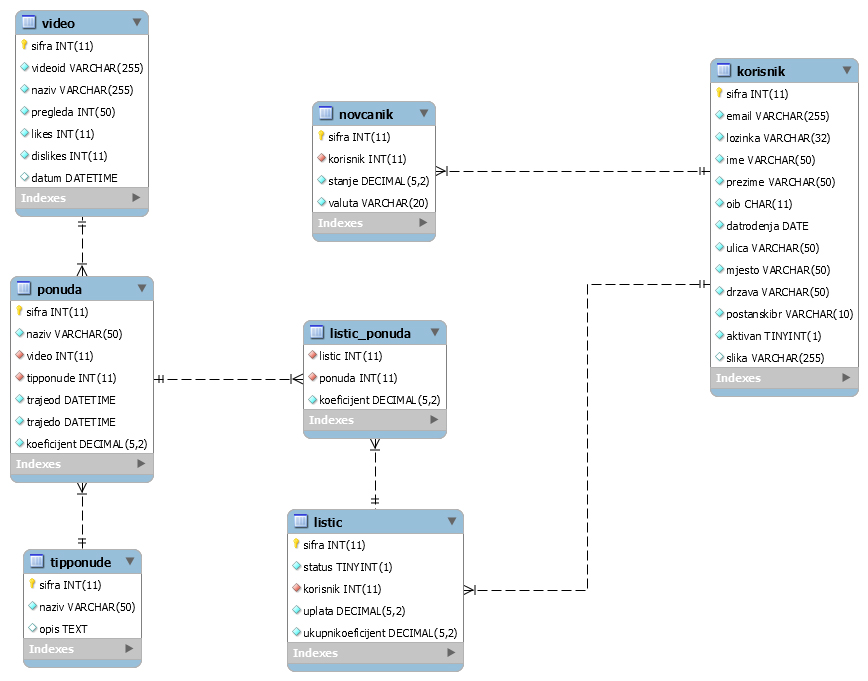 video
sifra INT(11)
videoid VARCHAR(255)
naziv VARCHAR(255)
pregleda INT(50)
likes INT(11)
dislikes INT(11)
datum DATETIME
Indexes
novcanik
sifra INT(11)
korisnik INT(11)
stanje DECIMAL(5,2)
valuta VARCHAR(20)
Indexes
korisnik
sifra INT(11)
email VARCHAR(255)
lozinka VARCHAR(32)
ime VARCHAR(50)
prezime VARCHAR(50)
oib CHAR(11)
datrodenja DATE
ulica VARCHAR(50)
mjesto VARCHAR(50)
drzava VARCHAR(50)
postanskibr VARCHAR(10)
aktivan TINYINT(1)
slika VARCHAR(255)
Indexes
ponuda
sifra INT(11)
naziv VARCHAR(50)
video INT(11)
tipponude INT(11)
trajeod DATETIME
trajedo DATETIME
koeficijent DECIMAL(5,2)
Indexes
listic_ponuda
listic INT(11)
ponuda INT(11)
koeficijent DECIMAL(5,2)
Indexes
listic
sifra INT(11)
status TINYINT(1)
korisnik INT(11)
uplata DECIMAL(5,2)
ukupnikoeficijent DECIMAL(5,2)
Indexes
tipponude
sifra INT(11)
naziv VARCHAR(50)
opis TEXT
Indexes